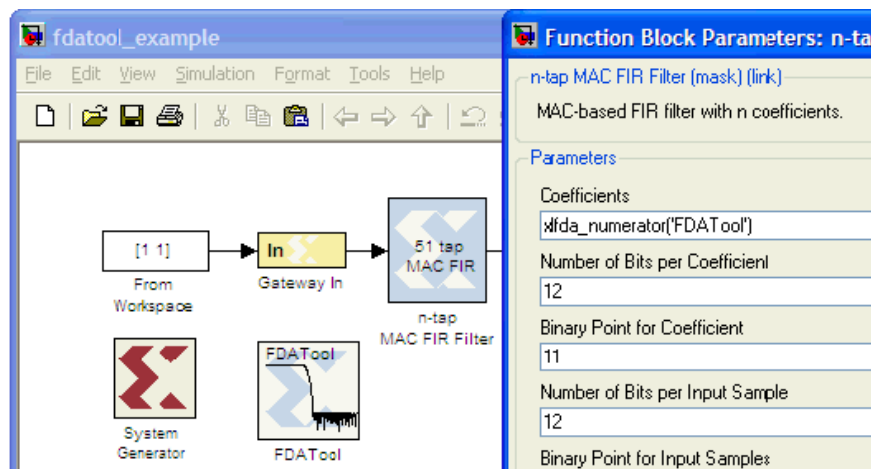 fdatool_example
File Edit View Simulation Format Tools Help
[1 1]
From
Workspace
In
Gateway In
51 tap
MAC FIR
n-tap
MAC FIR Filter
System
Generator
FDATool
FDATool
Function Block Parameters: n-ta
n-tap MAC FIR Filter (mask) (link)
MAC-based FIR filter with n coefficients.
Parameters
Coefficients
xlfda_numerator('FDATool')
Number of Bits per Coefficient
12
Binary Point for Coefficient
11
Number of Bits per Input Sample
12
Binary Point for Input Samples